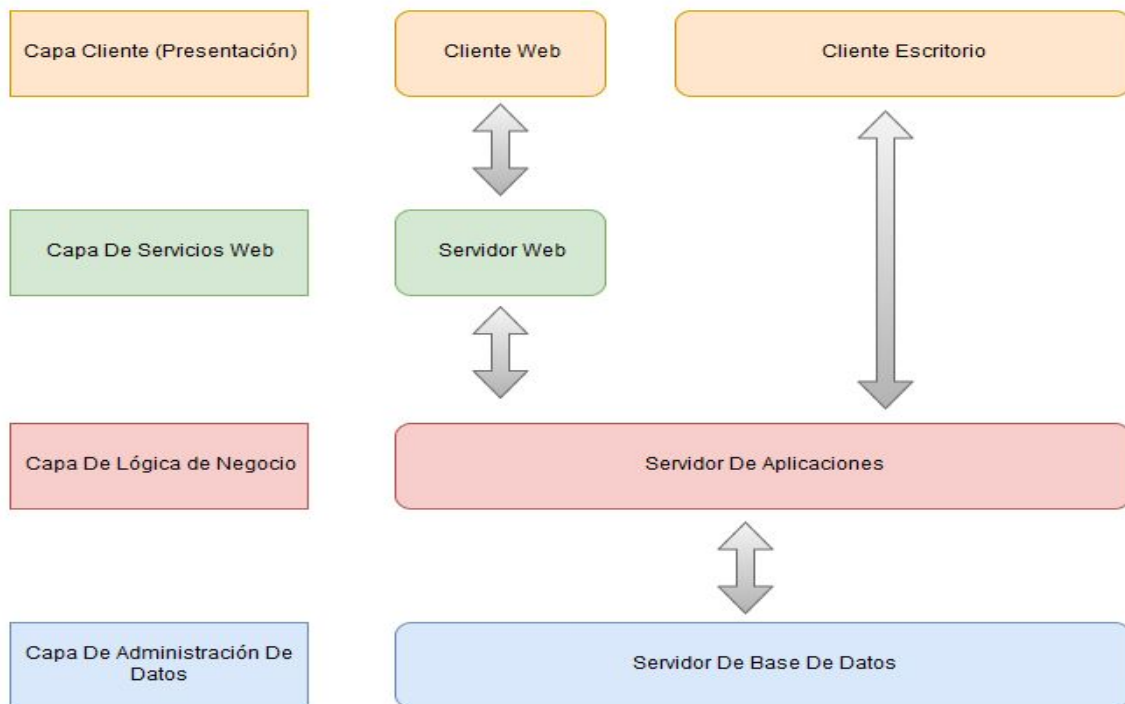 Capa Cliente (Presentación)
Cliente Web
Cliente Escritorio
Capa De Servicios Web
Servidor Web
Capa De Lógica de Negocio
Servidor De Aplicaciones
Capa De Administración De
Datos
Servidor De Base De Datos